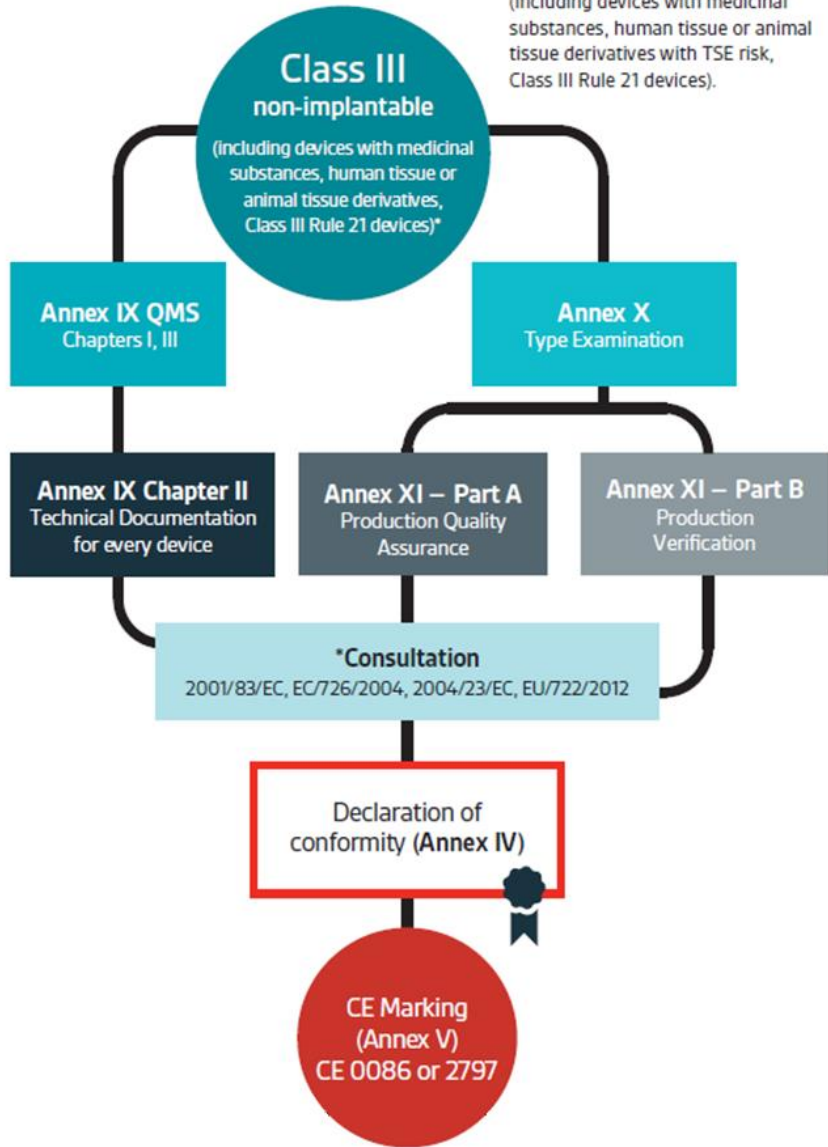 (including devices with medicinal
substances, human tissue or animal
tissue derivatives with TSE risk,
Class III Rule 21 devices).
Class III
non-implantable
(including devices with medicinal
substances, human tissue or
animal tissue derivatives,
Class III Rule 21 devices)*
Annex IX QMS
Chapters I, III
Annex X
Type Examination
Annex IX Chapter II
Technical Documentation
for every device
Annex XI – Part A
Production Quality
Assurance
Annex XI – Part B
Production
Verification
*Consultation
2001/83/EC, EC/726/2004, 2004/23/EC, EU/722/2012
Declaration of
conformity (Annex IV)
CE Marking
(Annex V)
CE 0086 or 2797